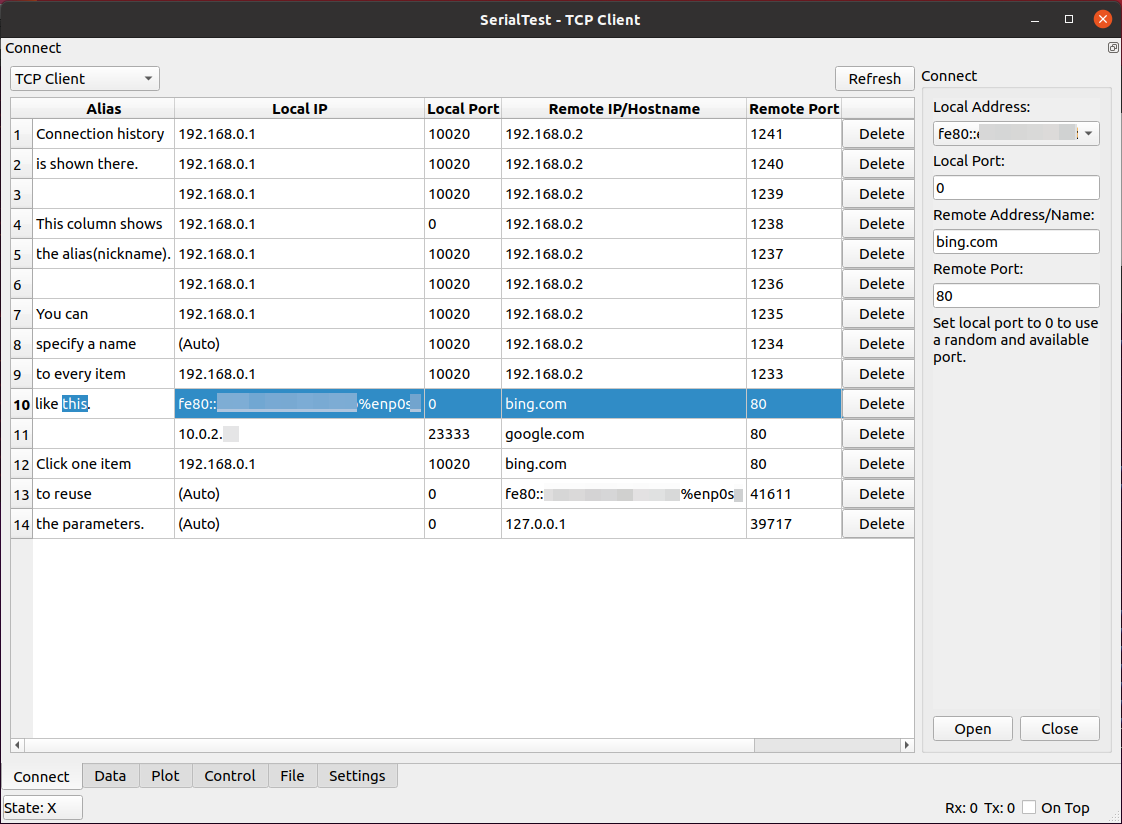 SerialTest - TCP Client
Connect
TCP Client
Refresh
Alias Local IP Local Port Remote IP/Hostname Remote Port
1 Connection history 192.168.0.1 10020 192.168.0.2 1241 Delete
2 is shown there. 192.168.0.1 10020 192.168.0.2 1240 Delete
3 192.168.0.1 10020 192.168.0.2 1239 Delete
4 This column shows 192.168.0.1 0 192.168.0.2 1238 Delete
5 the alias(nickname). 192.168.0.1 10020 192.168.0.2 1237 Delete
6 192.168.0.1 10020 192.168.0.2 1236 Delete
7 You can 192.168.0.1 10020 192.168.0.2 1235 Delete
8 specify a name (Auto) 10020 192.168.0.2 1234 Delete
9 to every item 192.168.0.1 10020 192.168.0.2 1233 Delete
10 like this. fe80:: %enp0s 0 bing.com 80 Delete
11 10.0.2. 23333 google.com 80 Delete
12 Click one item 192.168.0.1 10020 bing.com 80 Delete
13 to reuse (Auto) 0 fe80:: %enp0s 41611 Delete
14 the parameters. (Auto) 0 127.0.0.1 39717 Delete
Connect
Local Address:
fe80::
Local Port:
0
Remote Address/Name:
bing.com
Remote Port:
80
Set local port to 0 to use
a random and available
port.
Open Close
Connect Data Plot Control File Settings
State: X
Rx: 0 Tx: 0 On Top